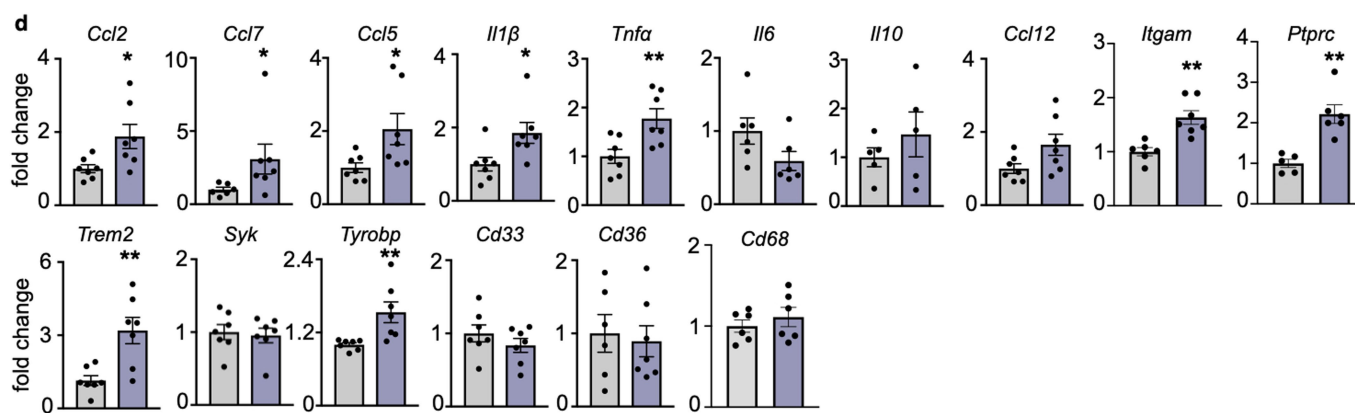 d
Ccl2 Ccl7 Ccl5 Il1β Tnfα Il6 Il10 Ccl12 Itgam Ptprc
fold change
4 2 0 * 10 5 0 * 4 2 0 * 4 2 0 * 3 2 1 0 ** 2 1 0 3 2 1 0 4 2 0 3 2 1 0 ** 4 3 2 1 0 **
Trem2 Syk Tyrobp Cd33 Cd36 Cd68
fold change
6 3 0 ** 2 1 0 2.4 1.2 0 ** 2 1 0 2 1 0 2 1 0